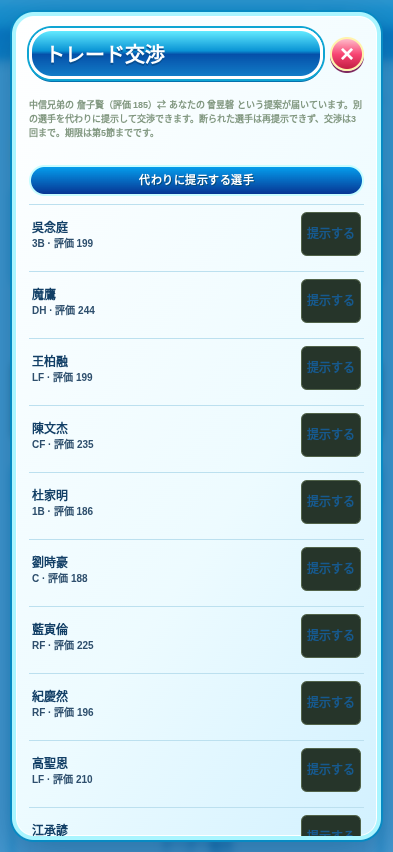 トレード交渉
中信兄弟の 詹子賢（評価 185）⇄ あなたの 曾昱磬 という提案が届いています。別
の選手を代わりに提示して交渉できます。断られた選手は再提示できず、交渉は3
回まで。期限は第5節までです。
代わりに提示する選手
吳念庭
3B · 評価 199
提示する
魔鷹
DH · 評価 244
提示する
王柏融
LF · 評価 199
提示する
陳文杰
CF · 評価 235
提示する
杜家明
1B · 評価 186
提示する
劉時豪
C · 評価 188
提示する
藍寅倫
RF · 評価 225
提示する
紀慶然
RF · 評価 196
提示する
高聖恩
LF · 評価 210
提示する
江承諺
提示する